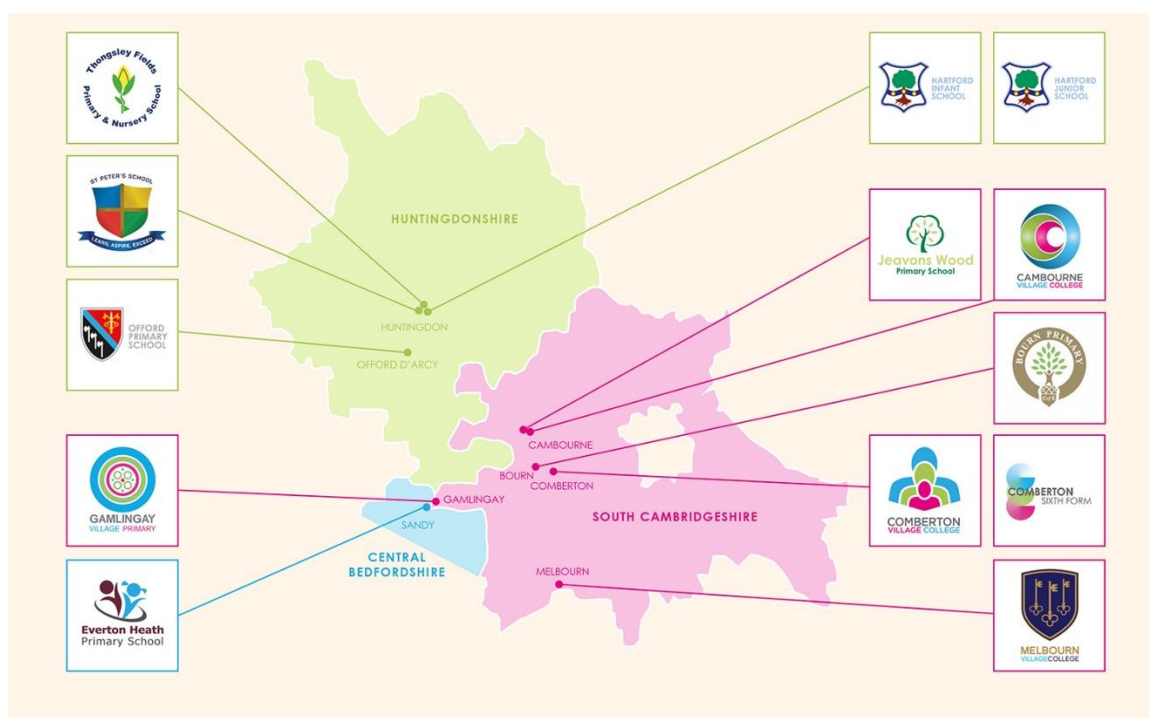 Thongsley Fields
Primary & Nursery School
ST PETER'S SCHOOL
LEARN, ASPIRE, EXCEED
OFFORD
PRIMARY
SCHOOL
GAMLINGAY
VILLAGE PRIMARY
Everton Heath
Primary School
HUNTINGDONSHIRE
HUNTINGDON
OFFORD D'ARCY
CAMBOURNE
BOURN
COMBERTON
GAMLINGAY
SANDY
SOUTH CAMBRIDGESHIRE
CENTRAL
BEDFORDSHIRE
MELBOURN
HARTFORD
INFANT
SCHOOL
HARTFORD
JUNIOR
SCHOOL
Jeavons Wood
Primary School
CAMBOURNE
VILLAGE COLLEGE
BOURN PRIMARY
CofE
COMBERTON
VILLAGE COLLEGE
COMBERTON
SIXTH FORM
MELBOURN
VILLAGECOLLEGE